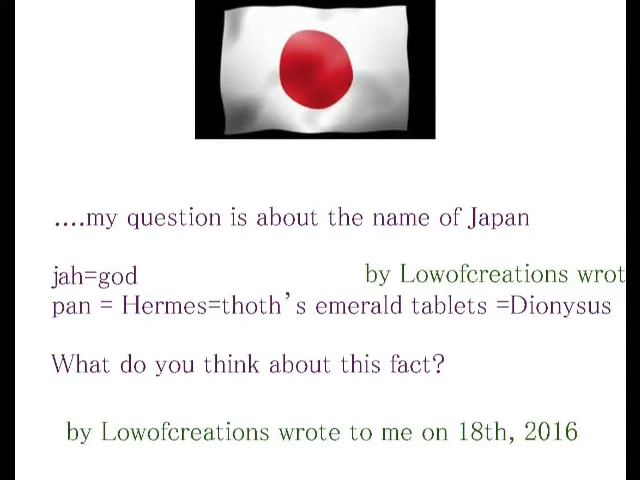 ....my question is about the name of Japan
jah=god
by Lowofcreations wrot
pan = Hermes=thoth's emerald tablets =Dionysus
What do you think about this fact?
by Lowofcreations wrote to me on 18th, 2016